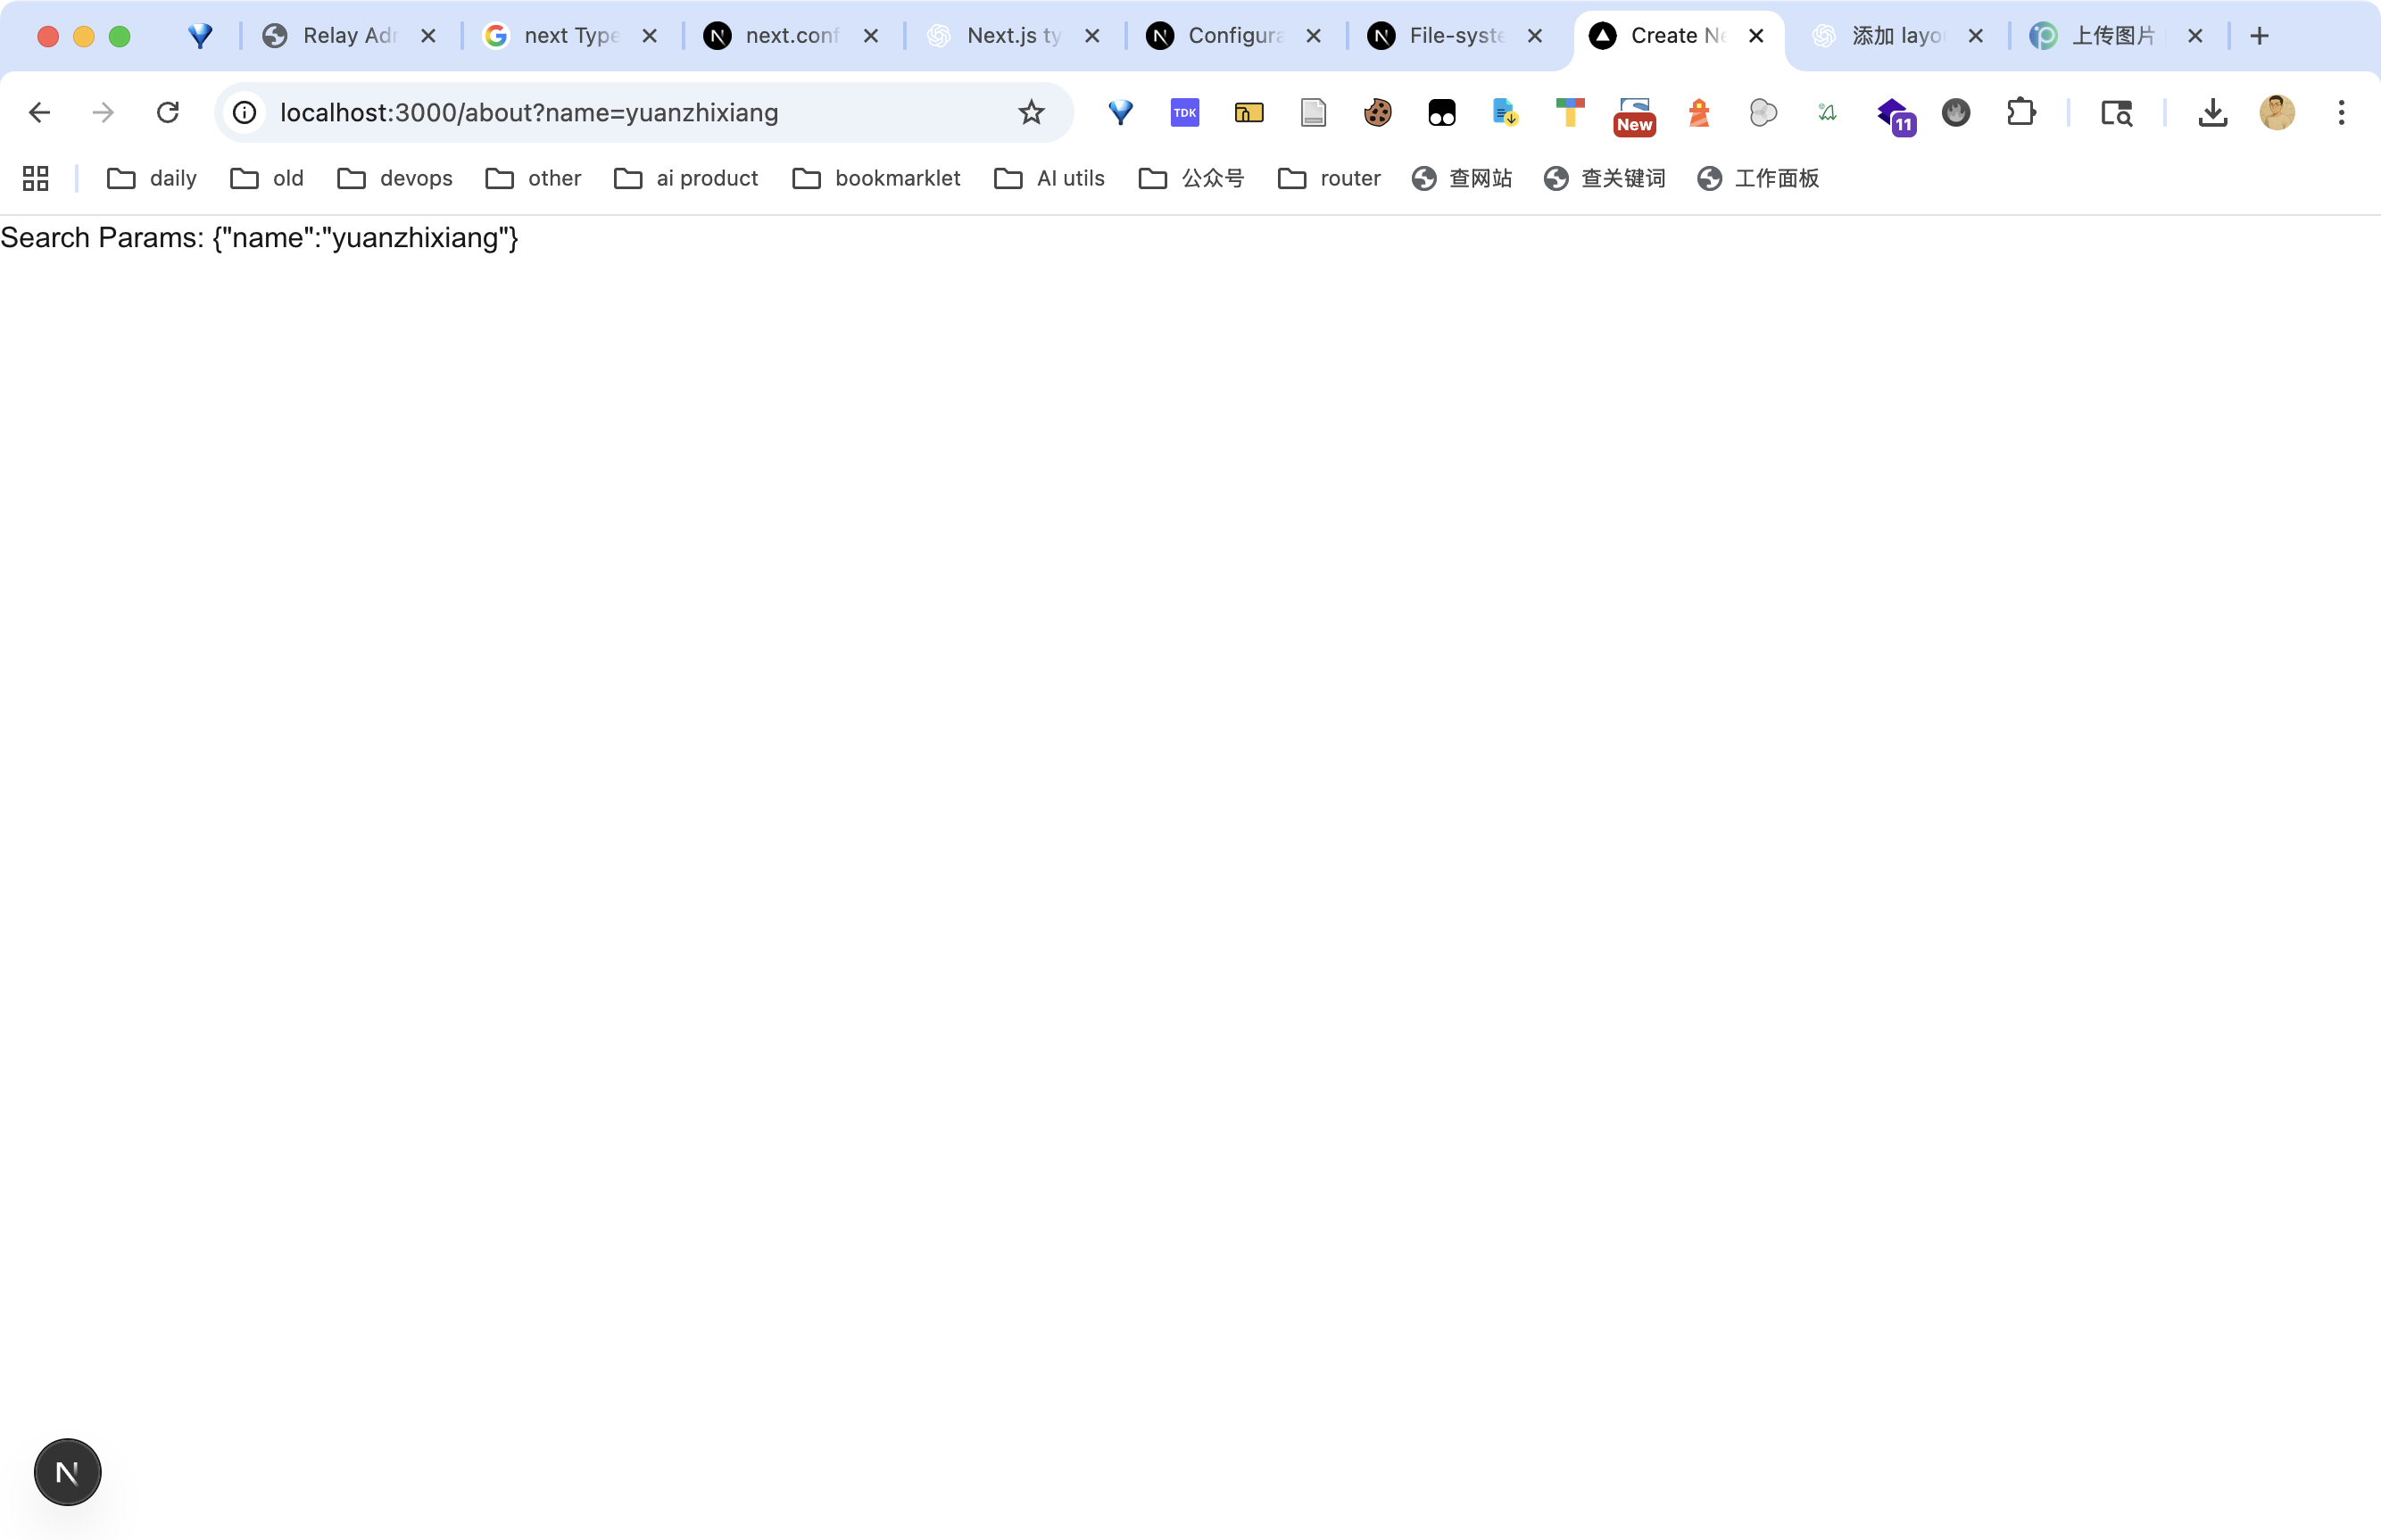 Relay Adr
next Type
next.conf
Next.js ty
Configura
File-syste
Create Ne
添加 layo
上传图片
localhost:3000/about?name=yuanzhixiang
TDK
New
11
daily
old
devops
other
ai product
bookmarklet
AI utils
公众号
router
查网站
查关键词
工作面板
Search Params: {"name":"yuanzhixiang"}
N